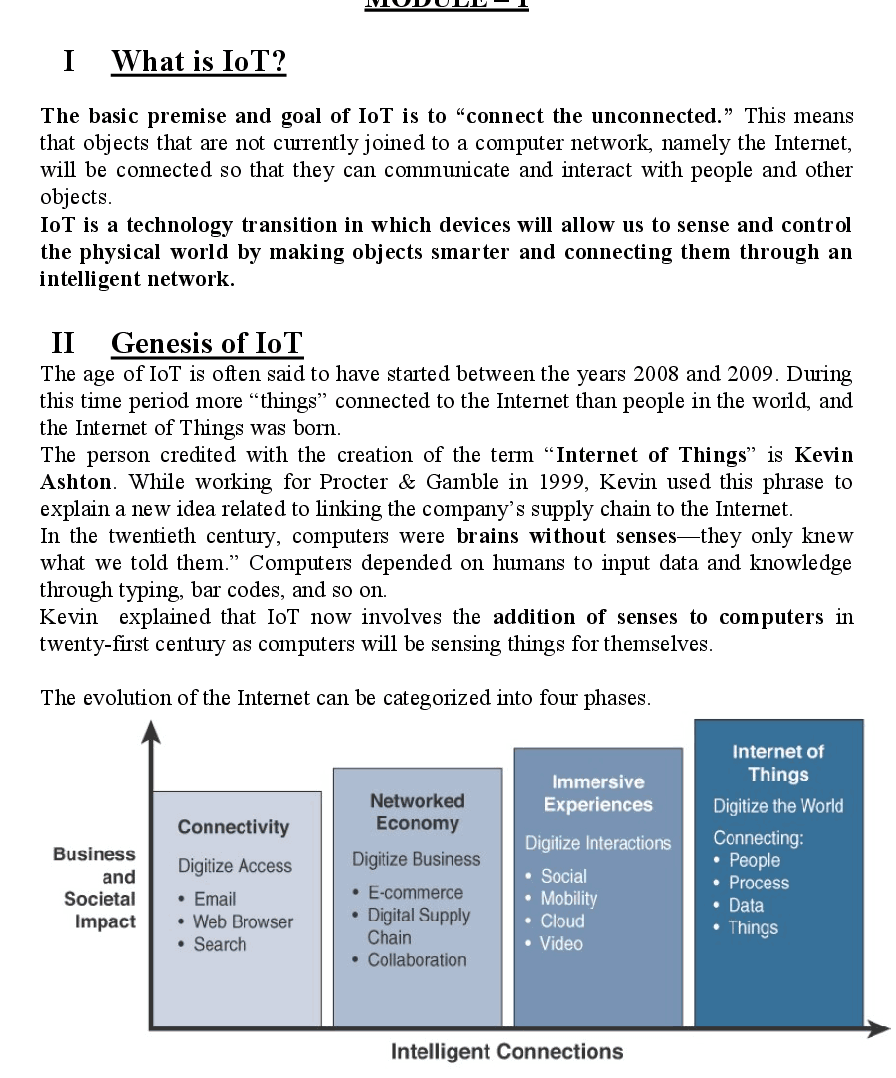 MODULE – 1
I What is IoT?
The basic premise and goal of IoT is to “connect the unconnected.” This means
that objects that are not currently joined to a computer network, namely the Internet,
will be connected so that they can communicate and interact with people and other
objects.
IoT is a technology transition in which devices will allow us to sense and control
the physical world by making objects smarter and connecting them through an
intelligent network.
II Genesis of IoT
The age of IoT is often said to have started between the years 2008 and 2009. During
this time period more “things” connected to the Internet than people in the world, and
the Internet of Things was born.
The person credited with the creation of the term “Internet of Things” is Kevin
Ashton. While working for Procter & Gamble in 1999, Kevin used this phrase to
explain a new idea related to linking the company’s supply chain to the Internet.
In the twentieth century, computers were brains without senses—they only knew
what we told them.” Computers depended on humans to input data and knowledge
through typing, bar codes, and so on.
Kevin explained that IoT now involves the addition of senses to computers in
twenty-first century as computers will be sensing things for themselves.
The evolution of the Internet can be categorized into four phases.
Business
and
Societal
Impact
Connectivity
Digitize Access
• Email
• Web Browser
• Search
Networked
Economy
Digitize Business
• E-commerce
• Digital Supply
Chain
• Collaboration
Immersive
Experiences
Digitize Interactions
• Social
• Mobility
• Cloud
• Video
Internet of
Things
Digitize the World
Connecting:
• People
• Process
• Data
• Things
Intelligent Connections